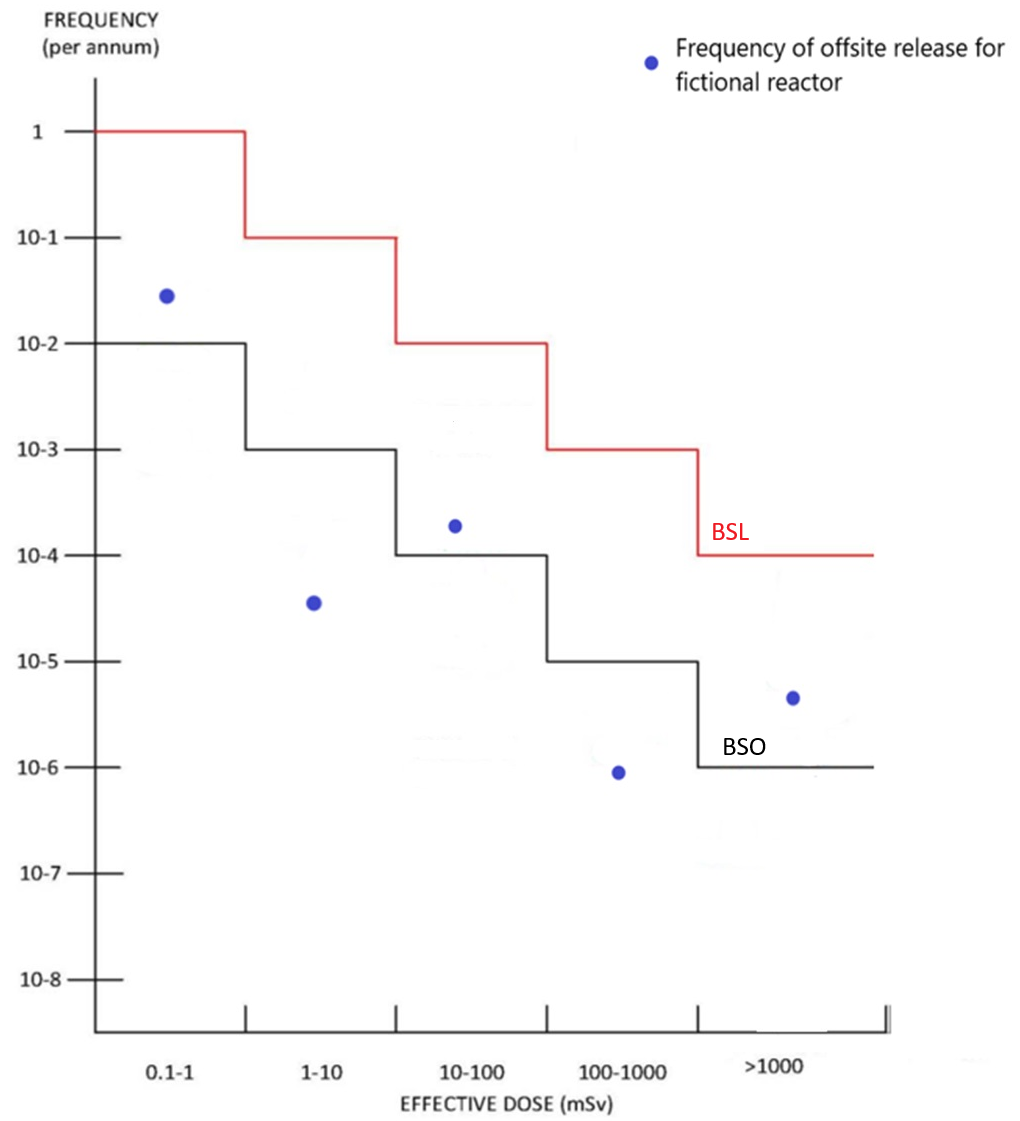 FREQUENCY
(per annum)
Frequency of offsite release for
fictional reactor
1
10-1
10-2
10-3
10-4
10-5
10-6
10-7
10-8
BSL
BSO
0.1-1
1-10
10-100
100-1000
>1000
EFFECTIVE DOSE (mSv)